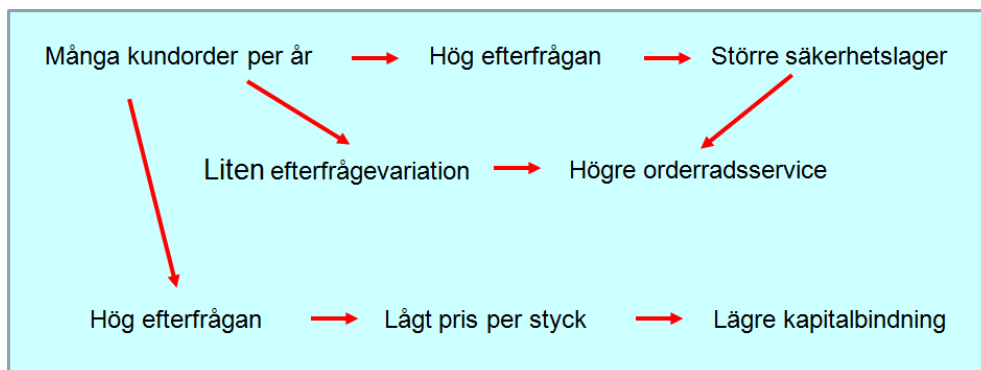 Många kundorder per år Hög efterfrågan Större säkerhetslager
Liten efterfrågevariation Högre orderradsservice
Hög efterfrågan Lågt pris per styck Lägre kapitalbindning